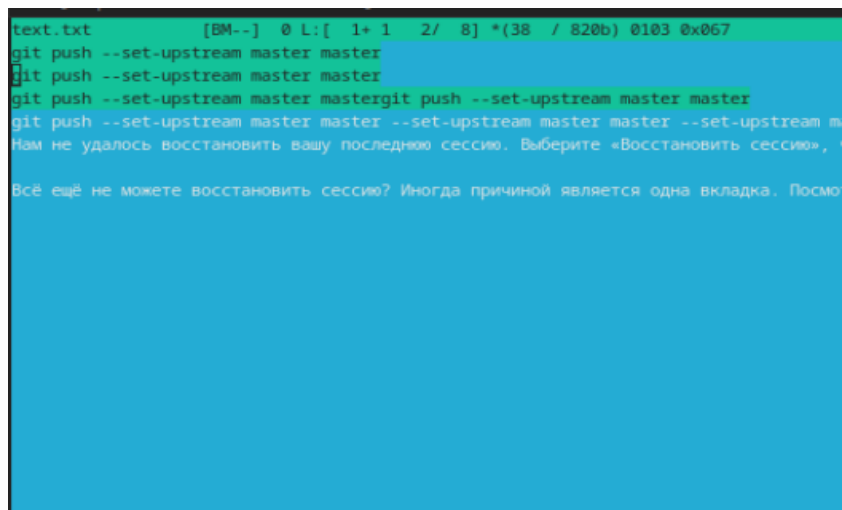 text.txt [BM--] 0 L:[ 1+ 1 2/ 8] *(38 / 820b) 0103 0x067
git push --set-upstream master master
git push --set-upstream master master
git push --set-upstream master mastergit push --set-upstream master master
git push --set-upstream master master --set-upstream master master --set-upstream
Нам не удалось восстановить вашу последнюю сессию. Выберите «Восстановить сессию»,
Всё ещё не можете восстановить сессию? Иногда причиной является одна вкладка.